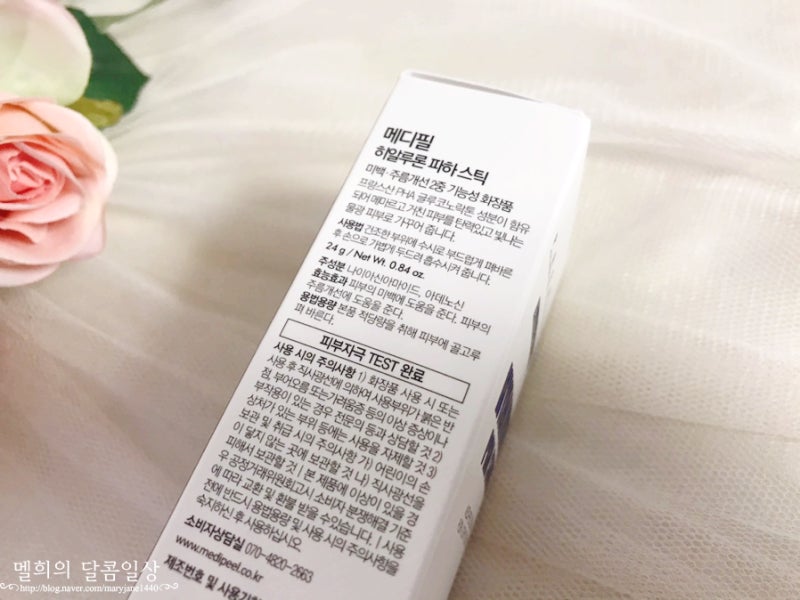 메디필
히알루론 파하 스틱
미백·주름개선 2중 기능성 화장품
프랑스산 PHA 글루코노락톤 성분이 함유
되어 메마르고 거친 피부를 탄력있고 빛나는
물광 피부로 가꾸어 줍니다.
사용법 건조한 부위에 수시로 부드럽게 펴바른
후 손으로 가볍게 두드려 흡수시켜 줍니다.
24 g / Net Wt. 0.84 oz.
주성분 나이아신아마이드, 아데노신
효능효과 피부의 미백에 도움을 준다. 피부의
주름개선에 도움을 준다.
용법용량 본품 적당량을 취해 피부에 골고루
펴 바른다.
피부자극 TEST 완료
사용 시의 주의사항 1) 화장품 사용 시 또는
사용 후 직사광선에 의하여 사용부위가 붉은 반
점, 부어오름 또는 가려움증 등의 이상 증상이나
부작용이 있는 경우 전문의 등과 상담할 것 2)
상처가 있는 부위 등에는 사용을 자제할 것 3)
보관 및 취급 시의 주의사항 가) 어린이의 손
이 닿지 않는 곳에 보관할 것 나) 직사광선을
피해서 보관할 것 | 본 제품에 이상이 있을 경
우 공정거래위원회고시 소비자 분쟁해결 기준
에 따라 교환 및 환불 받을 수있습니다. | 사용
전에 반드시 용법용량 및 사용 시의 주의사항을
숙지하신 후 사용하십시오.
소비자상담실 070-4820-2663
www.medipeel.co.kr
제조번호 및 사용기한
멜희의 달콤일상
http://blog.naver.com/maryjane1440